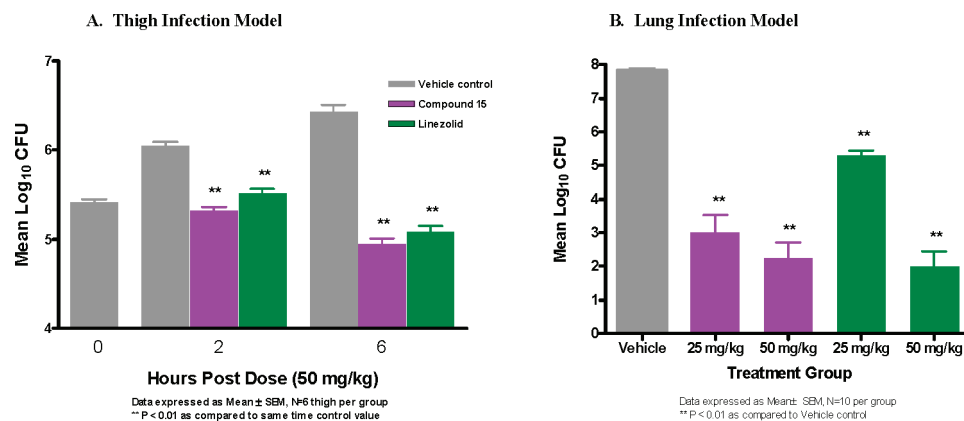 A. Thigh Infection Model
7
6
5
4
Mean Log10 CFU
Vehicle control
Compound 15
Linezolid
**
**
**
**
0
2
6
Hours Post Dose (50 mg/kg)
Data expressed as Mean ± SEM, N=6 thigh per group
** P < 0.01 as compared to same time control value
B. Lung Infection Model
8
7
6
5
4
3
2
1
0
Mean Log10 CFU
**
**
**
**
Vehicle
25 mg/kg
50 mg/kg
25 mg/kg
50 mg/kg
Treatment Group
Data expressed as Mean± SEM, N=10 per group
** P < 0.01 as compared to Vehicle control